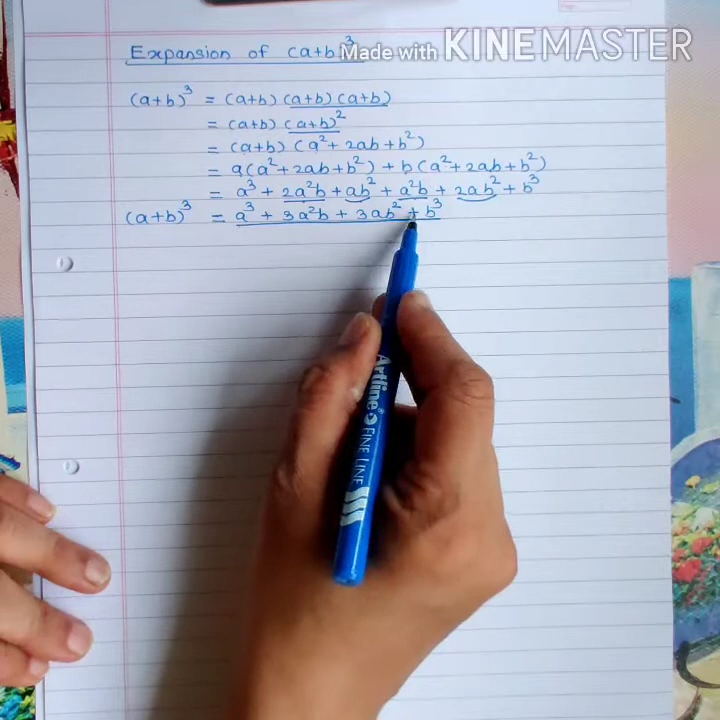 Expansion of (a+b)³
Made with KINEMASTER
(a+b)³ = (a+b) (a+b) (a+b)
= (a+b) (a+b)²
= (a+b) (a² + 2ab + b²)
= a(a² + 2ab + b²) + b(a² + 2ab + b²)
= a³ + 2a²b + ab² + a²b + 2ab² + b³
(a+b)³ = a³ + 3a²b + 3ab² + b³
Artline FINE LINE